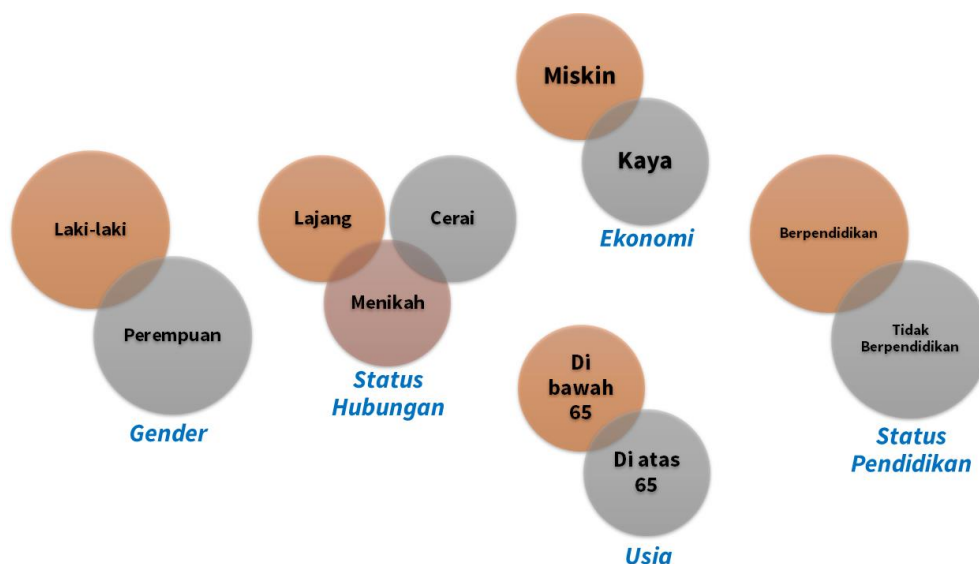 Laki-laki
Perempuan
Gender
Lajang
Cerai
Menikah
Status
Hubungan
Miskin
Kaya
Ekonomi
Di
bawah
65
Di atas
65
Usia
Berpendidikan
Tidak
Berpendidikan
Status
Pendidikan